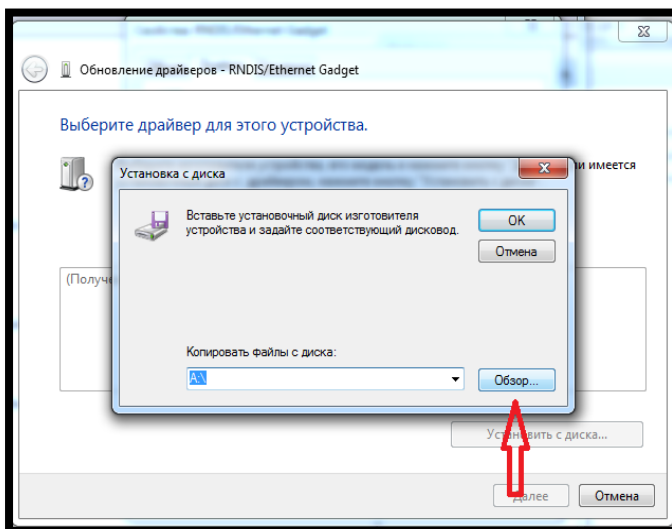 Обновление драйверов - RNDIS/Ethernet Gadget
Выберите драйвер для этого устройства.
имеется
Установка с диска
Вставьте установочный диск изготовителя
устройства и задайте соответствующий дисковод.
OK
Отмена
(Получ
Копировать файлы с диска:
A:\
Обзор...
Установить с диска...
Далее
Отмена